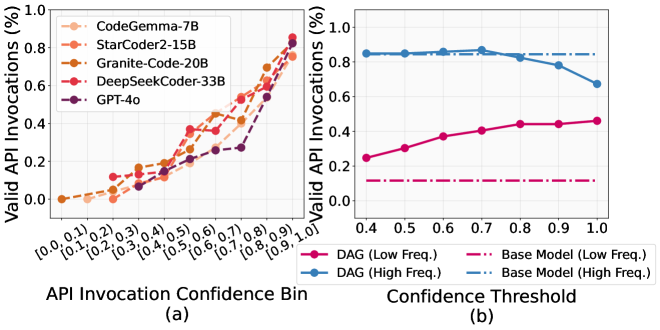 Valid API Invocations (%)
1.0
0.8
0.6
0.4
0.2
0.0
CodeGemma-7B
StarCoder2-15B
Granite-Code-20B
DeepSeekCoder-33B
GPT-4o
[0.0, 0.1)
[0.1, 0.2)
[0.2, 0.3)
[0.3, 0.4)
[0.4, 0.5)
[0.5, 0.6)
[0.6, 0.7)
[0.7, 0.8)
[0.8, 0.9)
[0.9, 1.0]
API Invocation Confidence Bin
(a)
Valid API Invocations (%)
1.0
0.8
0.6
0.4
0.2
0.0
0.4 0.5 0.6 0.7 0.8 0.9 1.0
DAG (Low Freq.) Base Model (Low Freq.)
DAG (High Freq.) Base Model (High Freq.)
Confidence Threshold
(b)